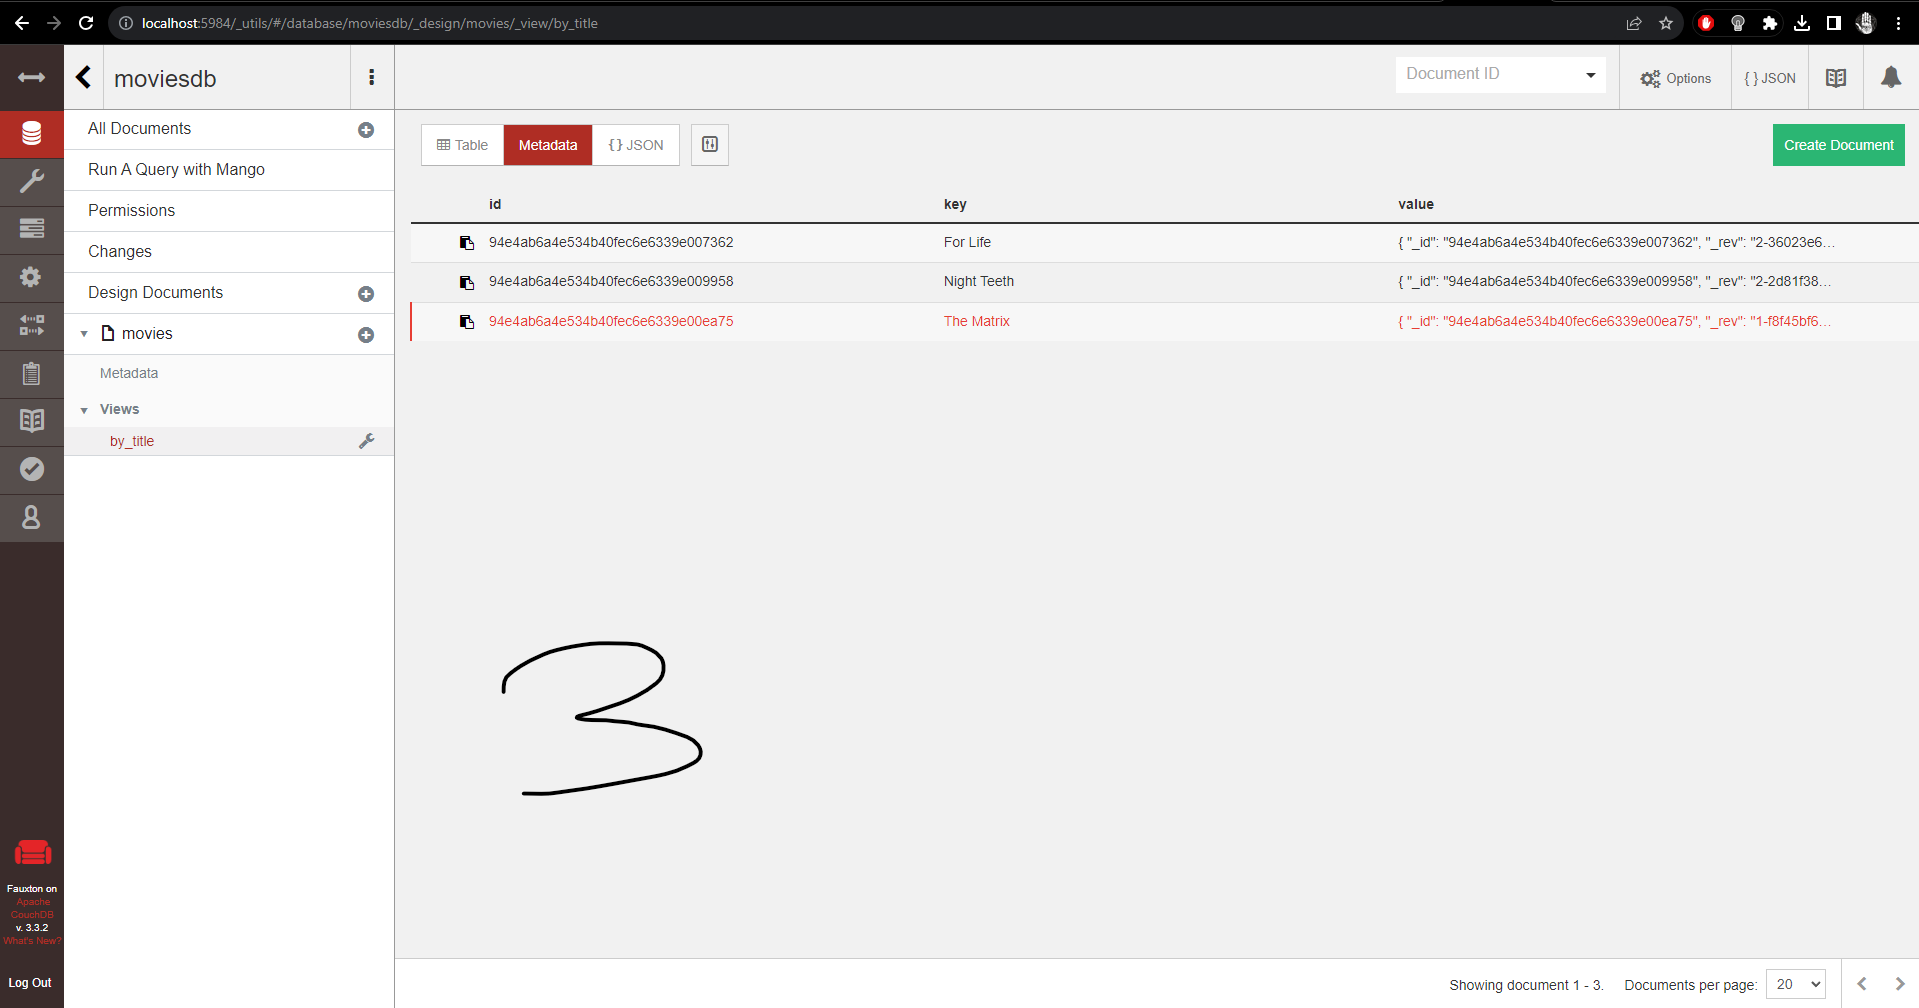 localhost:5984/_utils/#/database/moviesdb/_design/movies/_view/by_title
moviesdb
Document ID
Options
{ } JSON
All Documents
Run A Query with Mango
Permissions
Changes
Design Documents
movies
Metadata
Views
by_title
Table
Metadata
{ } JSON
Create Document
id key value
94e4ab6a4e534b40fec6e6339e007362 For Life { "_id": "94e4ab6a4e534b40fec6e6339e007362", "_rev": "2-36023e6...
94e4ab6a4e534b40fec6e6339e009958 Night Teeth { "_id": "94e4ab6a4e534b40fec6e6339e009958", "_rev": "2-2d81f38...
94e4ab6a4e534b40fec6e6339e00ea75 The Matrix { "_id": "94e4ab6a4e534b40fec6e6339e00ea75", "_rev": "1-f8f45bf6...
3
Fauxton on
Apache
CouchDB
v. 3.3.2
What's New?
Log Out
Showing document 1 - 3. Documents per page: 20